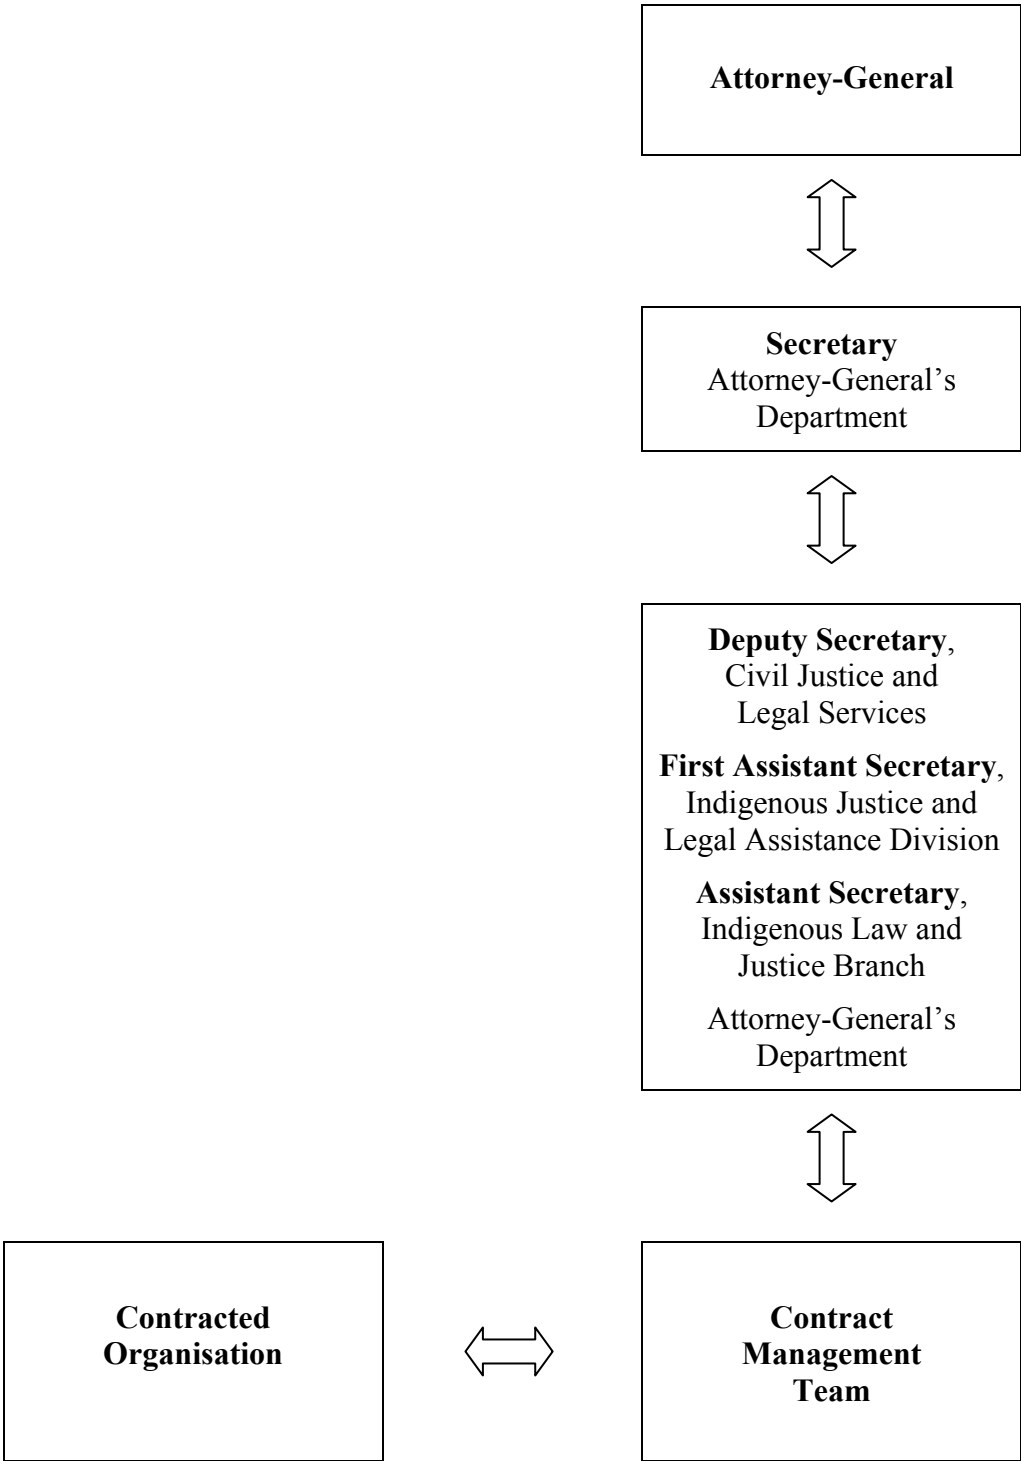 Attorney-General
Secretary
Attorney-General’s
Department
Deputy Secretary,
Civil Justice and
Legal Services
First Assistant Secretary,
Indigenous Justice and
Legal Assistance Division
Assistant Secretary,
Indigenous Law and
Justice Branch
Attorney-General’s
Department
Contracted
Organisation
Contract
Management
Team